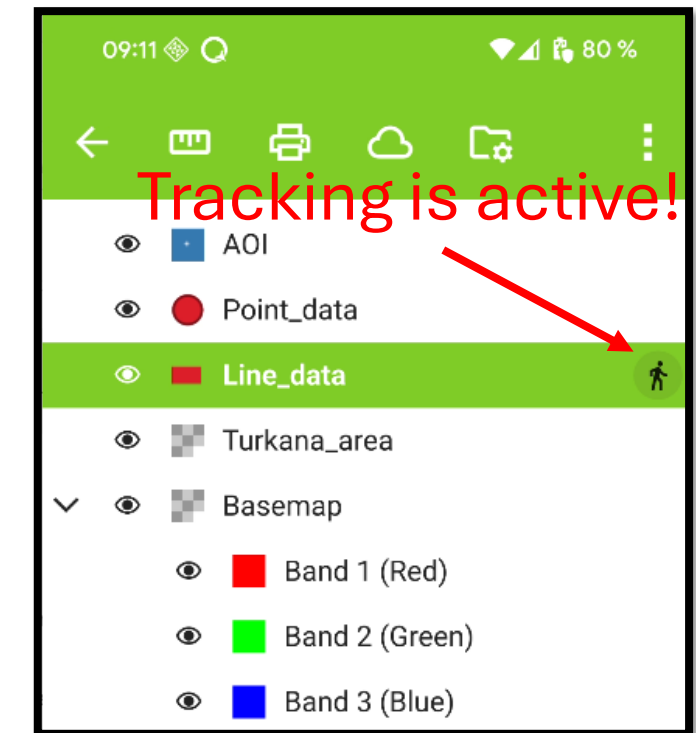 09:11 80 %
Tracking is active!
AOI
Point_data
Line_data
Turkana_area
Basemap
Band 1 (Red)
Band 2 (Green)
Band 3 (Blue)